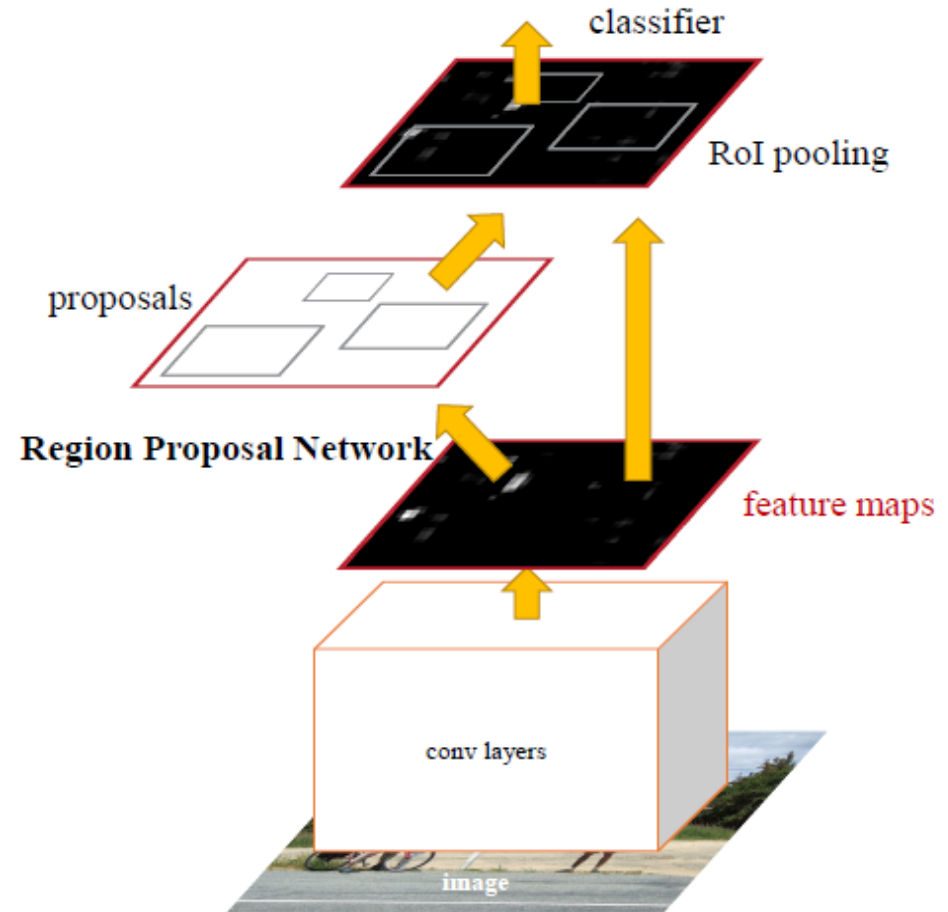 classifier
RoI pooling
proposals
Region Proposal Network
feature maps
conv layers
image